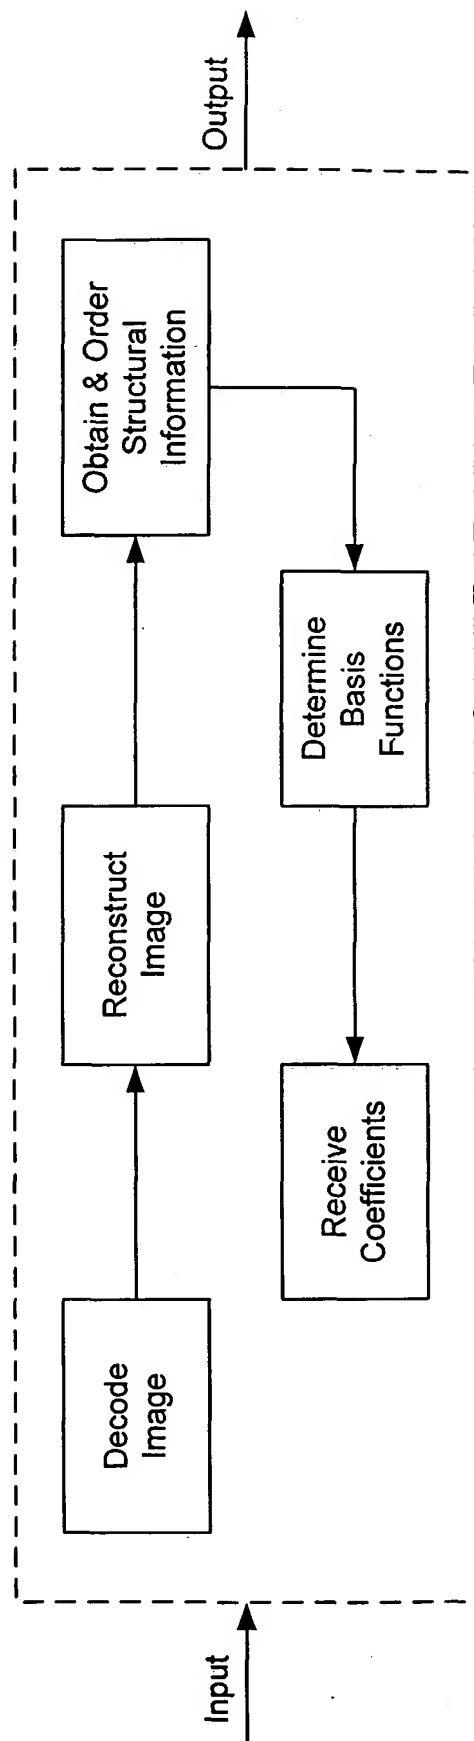 Input
Decode
Image
Reconstruct
Image
Obtain & Order
Structural
Information
Output
Receive
Coefficients
Determine
Basis
Functions